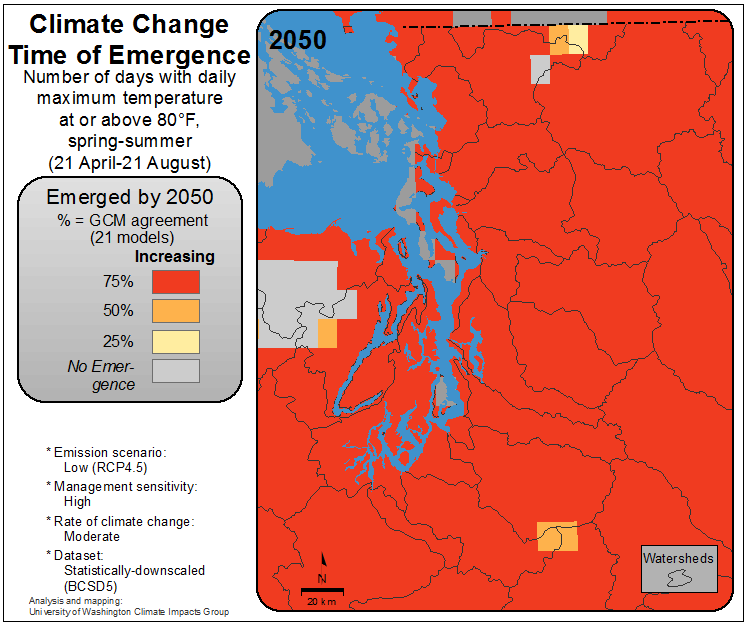 Climate Change
Time of Emergence
Number of days with daily
maximum temperature
at or above 80°F,
spring-summer
(21 April-21 August)
Emerged by 2050
% = GCM agreement
(21 models)
Increasing
75%
50%
25%
No Emer-
gence
* Emission scenario:
Low (RCP4.5)
* Management sensitivity:
High
* Rate of climate change:
Moderate
* Dataset:
Statistically-downscaled
(BCSD5)
Analysis and mapping:
University of Washington Climate Impacts Group
2050
N
20 km
Watersheds